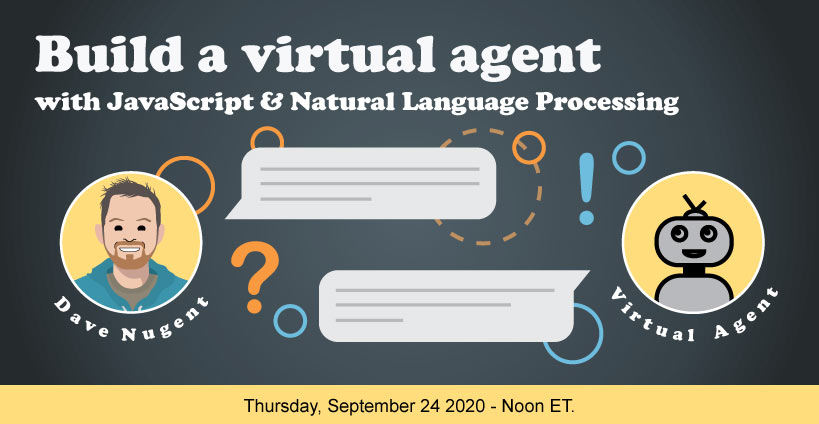 Build a virtual agent
with JavaScript & Natural Language Processing
Dave Nugent
Virtual Agent
Thursday, September 24 2020 - Noon ET.